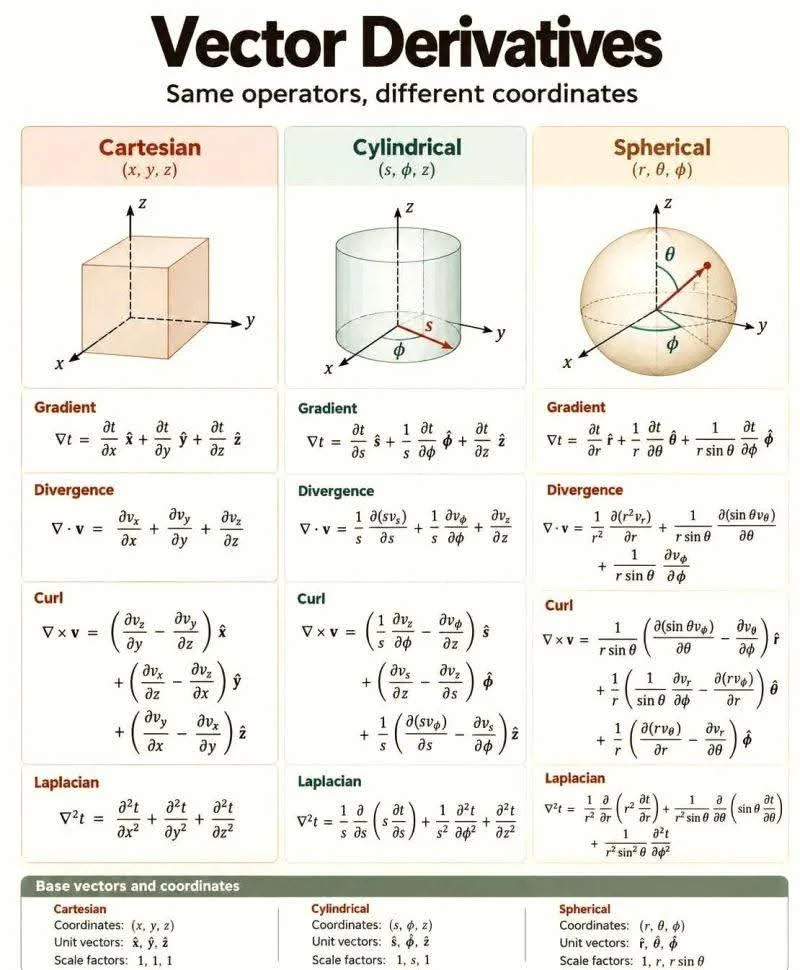 Vector Derivatives
Same operators, different coordinates
Cartesian
(x, y, z)
z
y
x
Gradient
∇t = ∂t/∂x x̂ + ∂t/∂y ŷ + ∂t/∂z ẑ
Divergence
∇ · v = ∂vₓ/∂x + ∂v_y/∂y + ∂v_z/∂z
Curl
∇ × v = (∂v_z/∂y − ∂v_y/∂z) x̂
+ (∂vₓ/∂z − ∂v_z/∂x) ŷ
+ (∂v_y/∂x − ∂vₓ/∂y) ẑ
Laplacian
∇²t = ∂²t/∂x² + ∂²t/∂y² + ∂²t/∂z²
Cylindrical
(s, ϕ, z)
z
s
y
ϕ
x
Gradient
∇t = ∂t/∂s ŝ + 1/s ∂t/∂ϕ ϕ̂ + ∂t/∂z ẑ
Divergence
∇ · v = 1/s ∂(sv_s)/∂s + 1/s ∂v_ϕ/∂ϕ + ∂v_z/∂z
Curl
∇ × v = (1/s ∂v_z/∂ϕ − ∂v_ϕ/∂z) ŝ
+ (∂v_s/∂z − ∂v_z/∂s) ϕ̂
+ 1/s (∂(sv_ϕ)/∂s − ∂v_s/∂ϕ) ẑ
Laplacian
∇²t = 1/s ∂/∂s (s ∂t/∂s) + 1/s² ∂²t/∂ϕ² + ∂²t/∂z²
Spherical
(r, θ, ϕ)
z
θ
r
y
ϕ
x
Gradient
∇t = ∂t/∂r r̂ + 1/r ∂t/∂θ θ̂ + 1/(r sin θ) ∂t/∂ϕ ϕ̂
Divergence
∇ · v = 1/r² ∂(r²v_r)/∂r + 1/(r sin θ) ∂(sin θv_θ)/∂θ
+ 1/(r sin θ) ∂v_ϕ/∂ϕ
Curl
∇ × v = 1/(r sin θ) (∂(sin θv_ϕ)/∂θ − ∂v_θ/∂ϕ) r̂
+ 1/r (1/(sin θ) ∂v_r/∂ϕ − ∂(rv_ϕ)/∂r) θ̂
+ 1/r (∂(rv_θ)/∂r − ∂v_r/∂θ) ϕ̂
Laplacian
∇²t = 1/r² ∂/∂r (r² ∂t/∂r) + 1/(r² sin θ) ∂/∂θ (sin θ ∂t/∂θ)
+ 1/(r² sin² θ) ∂²t/∂ϕ²
Base vectors and coordinates
Cartesian
Coordinates: (x, y, z)
Unit vectors: x̂, ŷ, ẑ
Scale factors: 1, 1, 1
Cylindrical
Coordinates: (s, ϕ, z)
Unit vectors: ŝ, ϕ̂, ẑ
Scale factors: 1, s, 1
Spherical
Coordinates: (r, θ, ϕ)
Unit vectors: r̂, θ̂, ϕ̂
Scale factors: 1, r, r sin θ